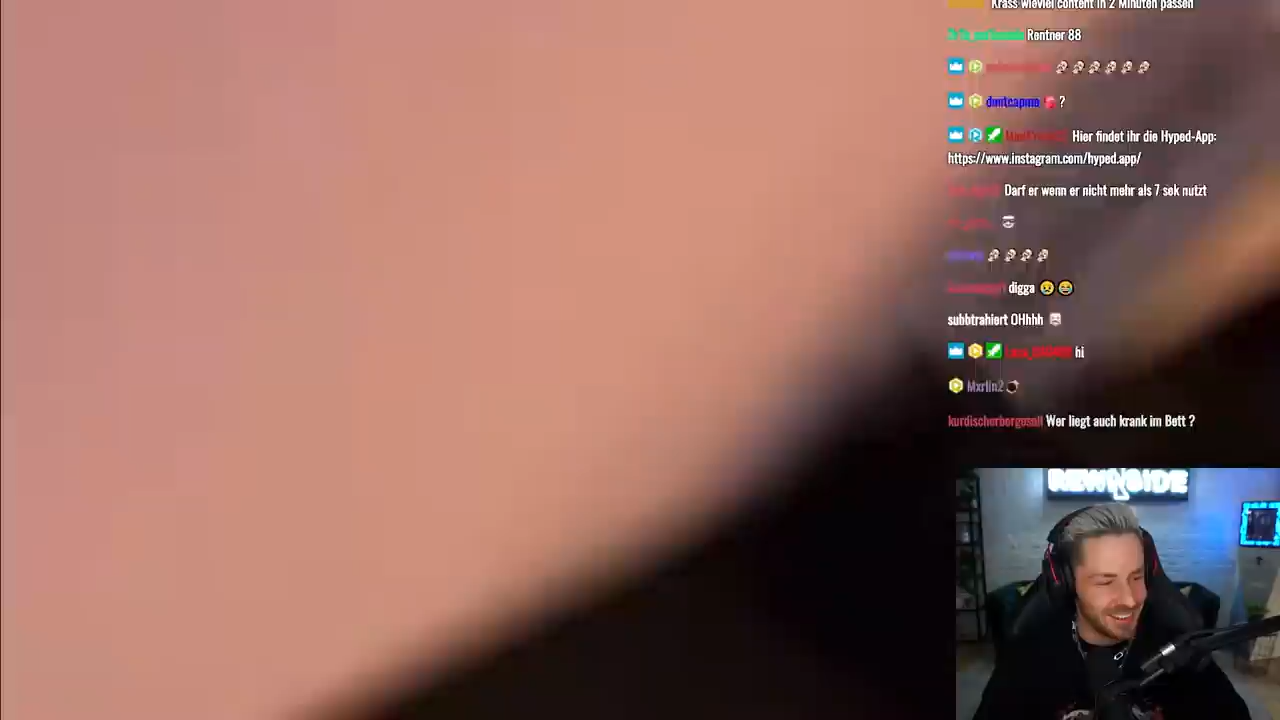 Krass wieviel content in 2 Minuten passen
Rentner 88
dmtcapma ?
Hier findet ihr die Hyped-App:
https://www.instagram.com/hyped.app/
Darf er wenn er nicht mehr als 7 sek nutzt
digga
subbtrahiert OHhhh
hi
Mxrlin2
Wer liegt auch krank im Bett ?
REWINSIDE